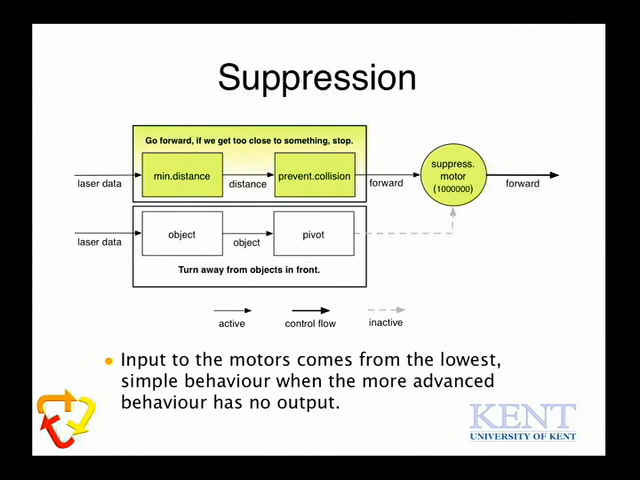 Suppression
Go forward, if we get too close to something, stop.
laser data
min.distance
distance
prevent.collision
forward
suppress.
motor
(1000000)
forward
laser data
object
object
pivot
Turn away from objects in front.
active
control flow
inactive
Input to the motors comes from the lowest,
simple behaviour when the more advanced
behaviour has no output.
KENT
UNIVERSITY OF KENT